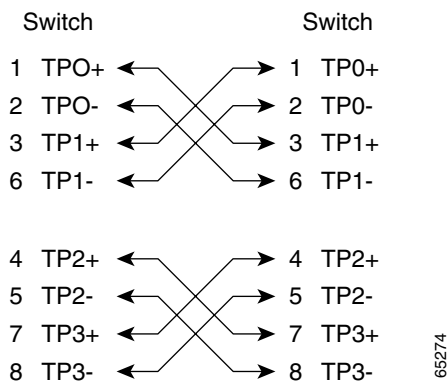 Switch Switch
1 TPO+ 1 TP0+
2 TPO- 2 TP0-
3 TP1+ 3 TP1+
6 TP1- 6 TP1-
4 TP2+ 4 TP2+
5 TP2- 5 TP2-
7 TP3+ 7 TP3+
8 TP3- 8 TP3-
65274